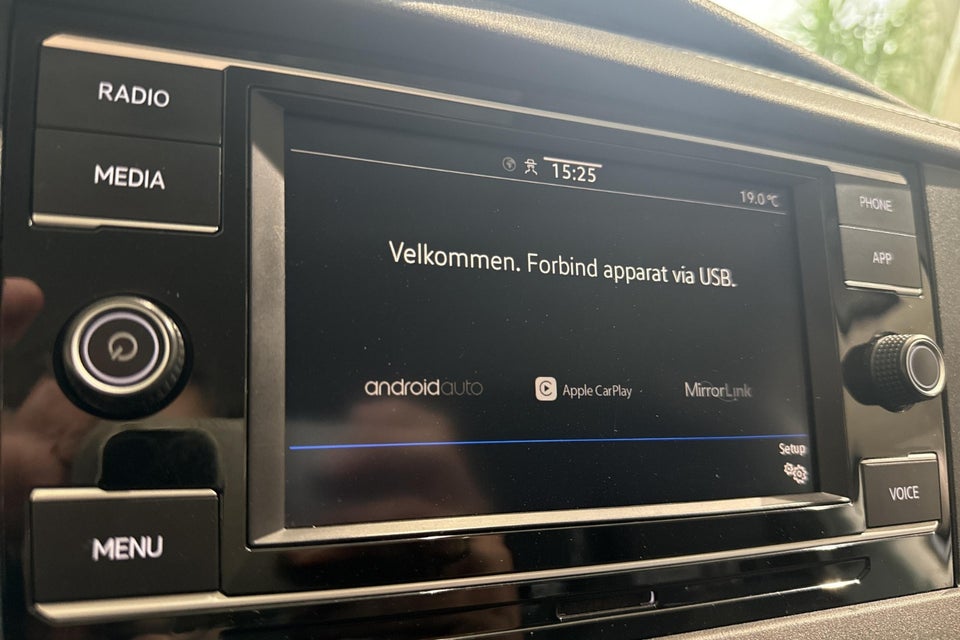 RADIO
MEDIA
15:25
19.0 °C
PHONE
APP
Velkommen. Forbind apparat via USB.
androidauto
Apple CarPlay
MirrorLink
Setup
MENU
VOICE